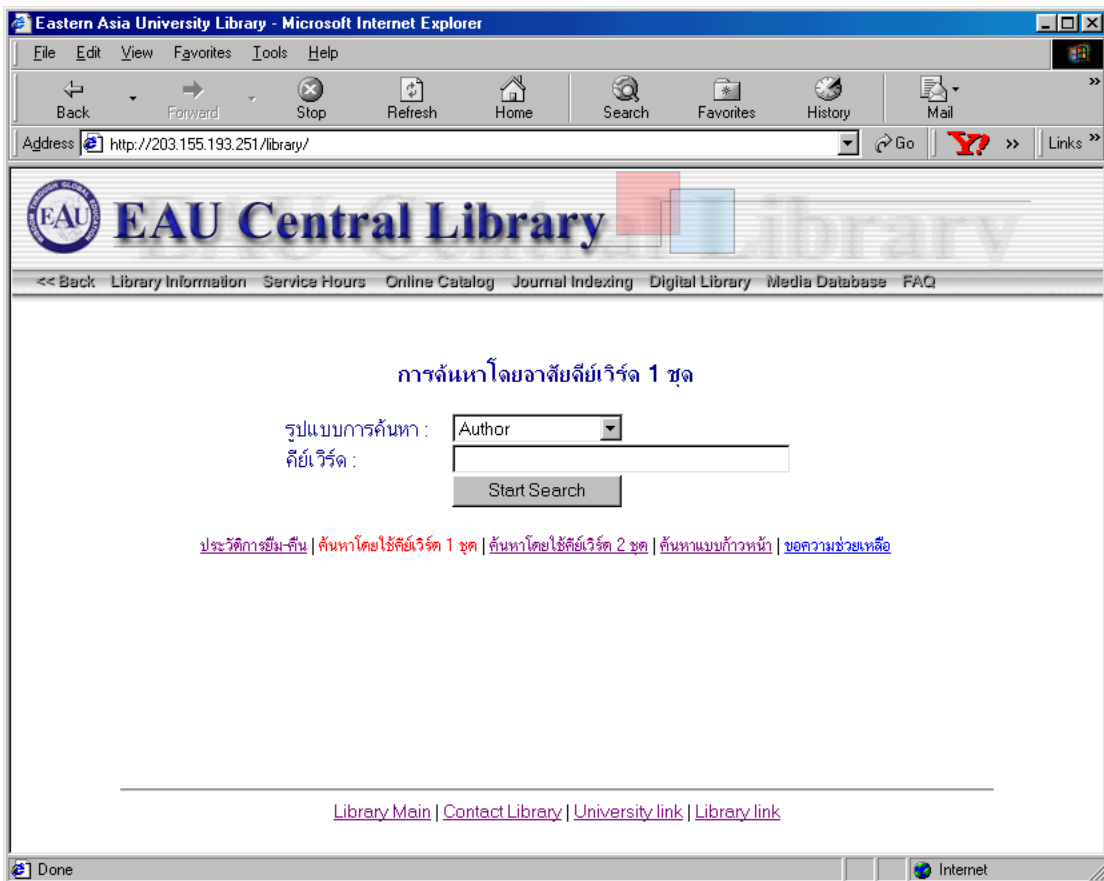 Eastern Asia University Library - Microsoft Internet Explorer
File Edit View Favorites Tools Help
Back Forward Stop Refresh Home Search Favorites History Mail »
Address http://203.155.193.251/library/ Go Y! » Links »
WISDOM THROUGH GLOBAL EDUCATION
EAU
EAU Central Library
<< Back Library Information Service Hours Online Catalog Journal Indexing Digital Library Media Database FAQ
การค้นหาโดยอาศัยคีย์เวิร์ด 1 ชุด
รูปแบบการค้นหา : Author
คีย์เวิร์ด :
Start Search
ประวัติการยืม-คืน | ค้นหาโดยใช้คีย์เวิร์ด 1 ชุด | ค้นหาโดยใช้คีย์เวิร์ด 2 ชุด | ค้นหาแบบก้าวหน้า | ขอความช่วยเหลือ
Library Main | Contact Library | University link | Library link
Done Internet